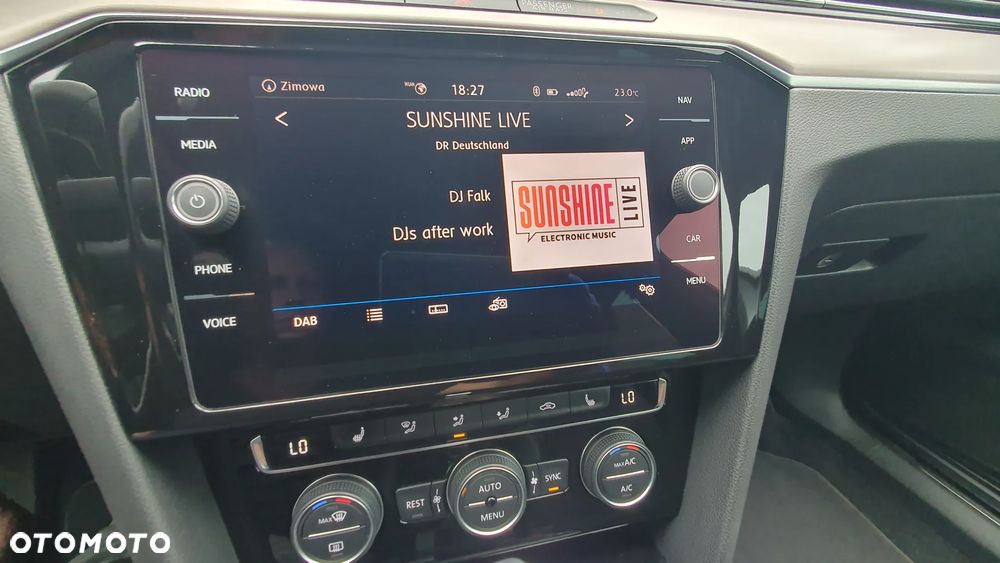 PASSENGER
RADIO
MEDIA
PHONE
VOICE
Zimowa
WLAN
18:27
23.0°C
<
SUNSHINE LIVE
>
DR Deutschland
DJ Falk
DJs after work
SUNSHINE
LIVE
ELECTRONIC MUSIC
DAB
NAV
APP
CAR
MENU
LO
LO
MAX
REST
AUTO
MENU
SYNC
MAX A/C
A/C
OTOMOTO